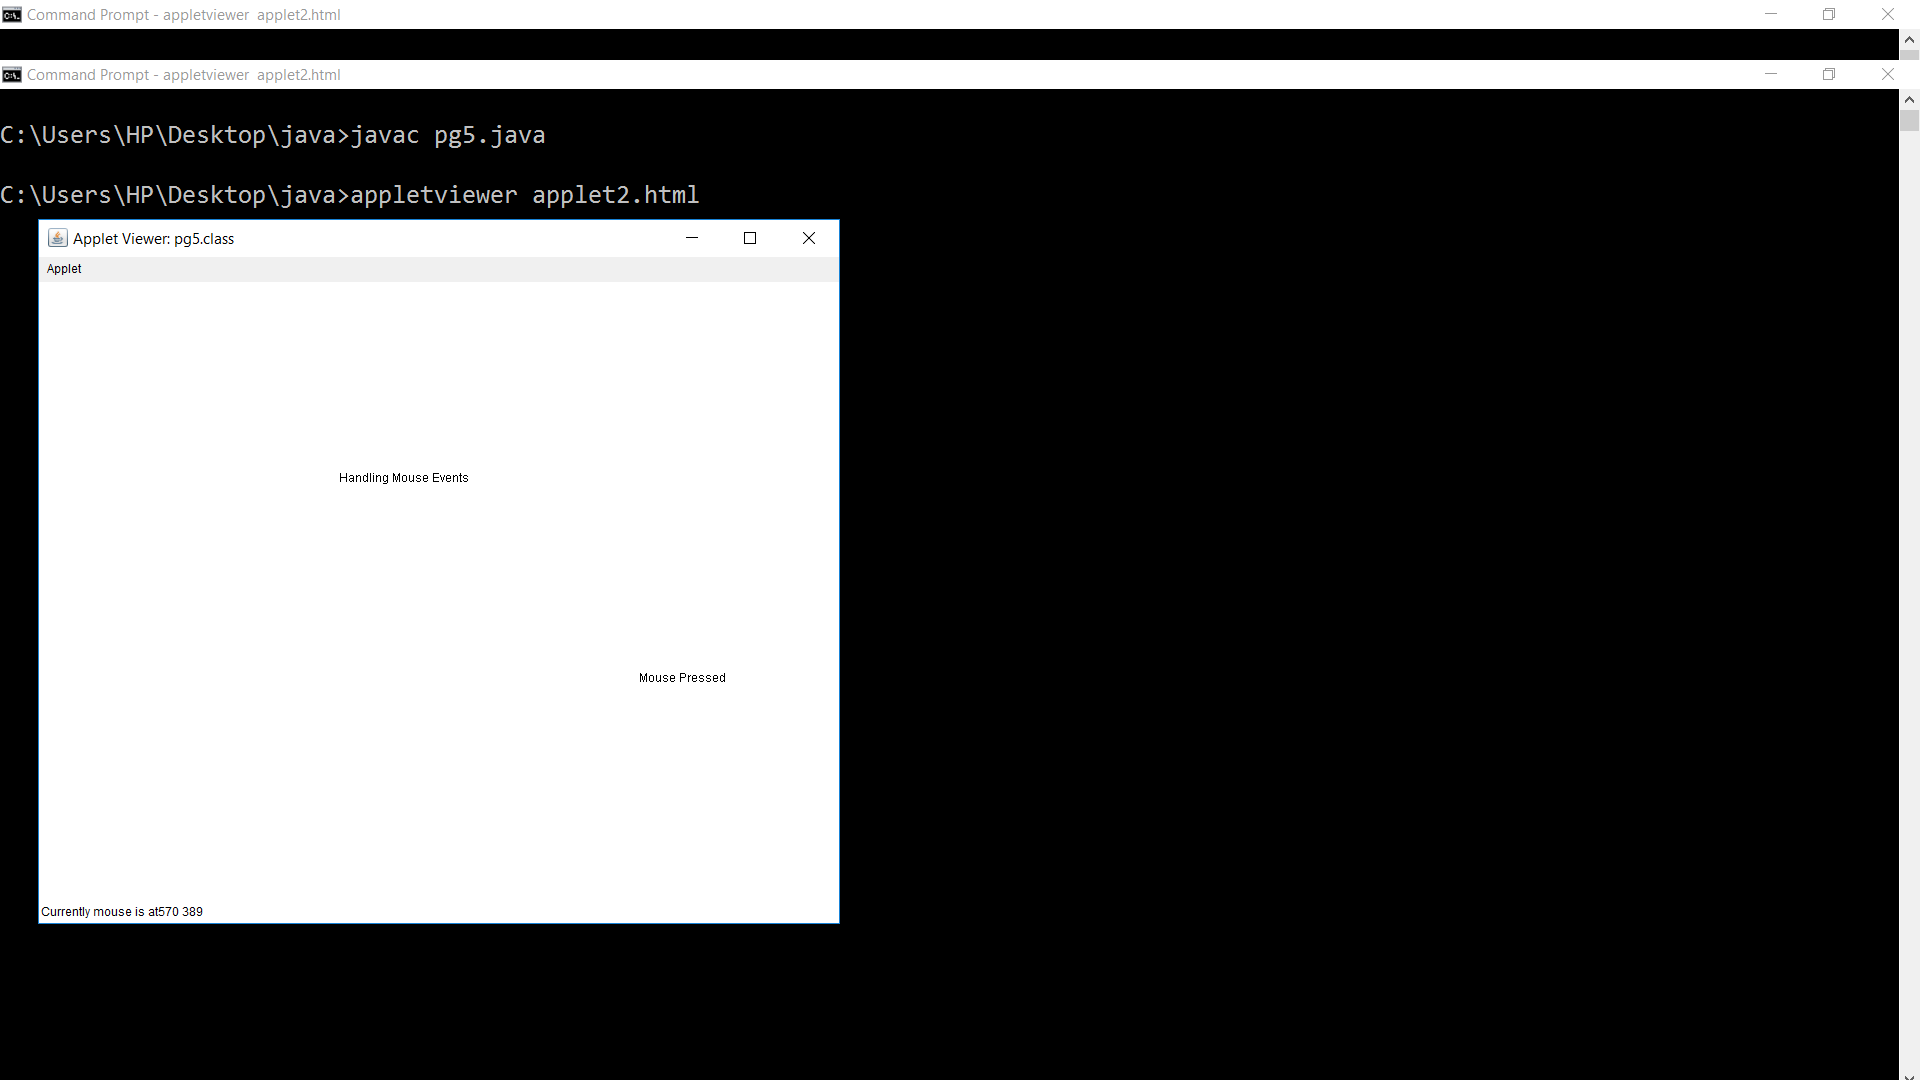 Command Prompt - appletviewer  applet2.html
Command Prompt - appletviewer  applet2.html
C:\Users\HP\Desktop\java>javac pg5.java
C:\Users\HP\Desktop\java>appletviewer applet2.html
Applet Viewer: pg5.class
Applet
Handling Mouse Events
Mouse Pressed
Currently mouse is at570 389